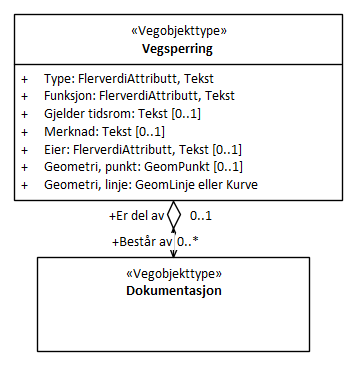 «Vegobjekttype»
Vegsperring
+ Type: FlerverdiAttributt, Tekst
+ Funksjon: FlerverdiAttributt, Tekst
+ Gjelder tidsrom: Tekst [0..1]
+ Merknad: Tekst [0..1]
+ Eier: FlerverdiAttributt, Tekst [0..1]
+ Geometri, punkt: GeomPunkt [0..1]
+ Geometri, linje: GeomLinje eller Kurve
+Er del av 0..1
+Består av 0..*
«Vegobjekttype»
Dokumentasjon